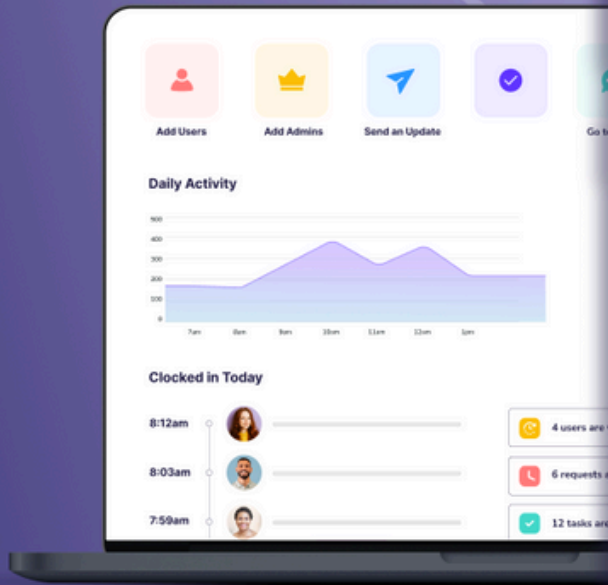 Add Users
Add Admins
Send an Update
Go to
Daily Activity
500
400
300
200
100
0
7am
8am
9am
10am
11am
12am
1pm
Clocked in Today
8:12am
4 users are
8:03am
6 requests
7:59am
12 tasks are